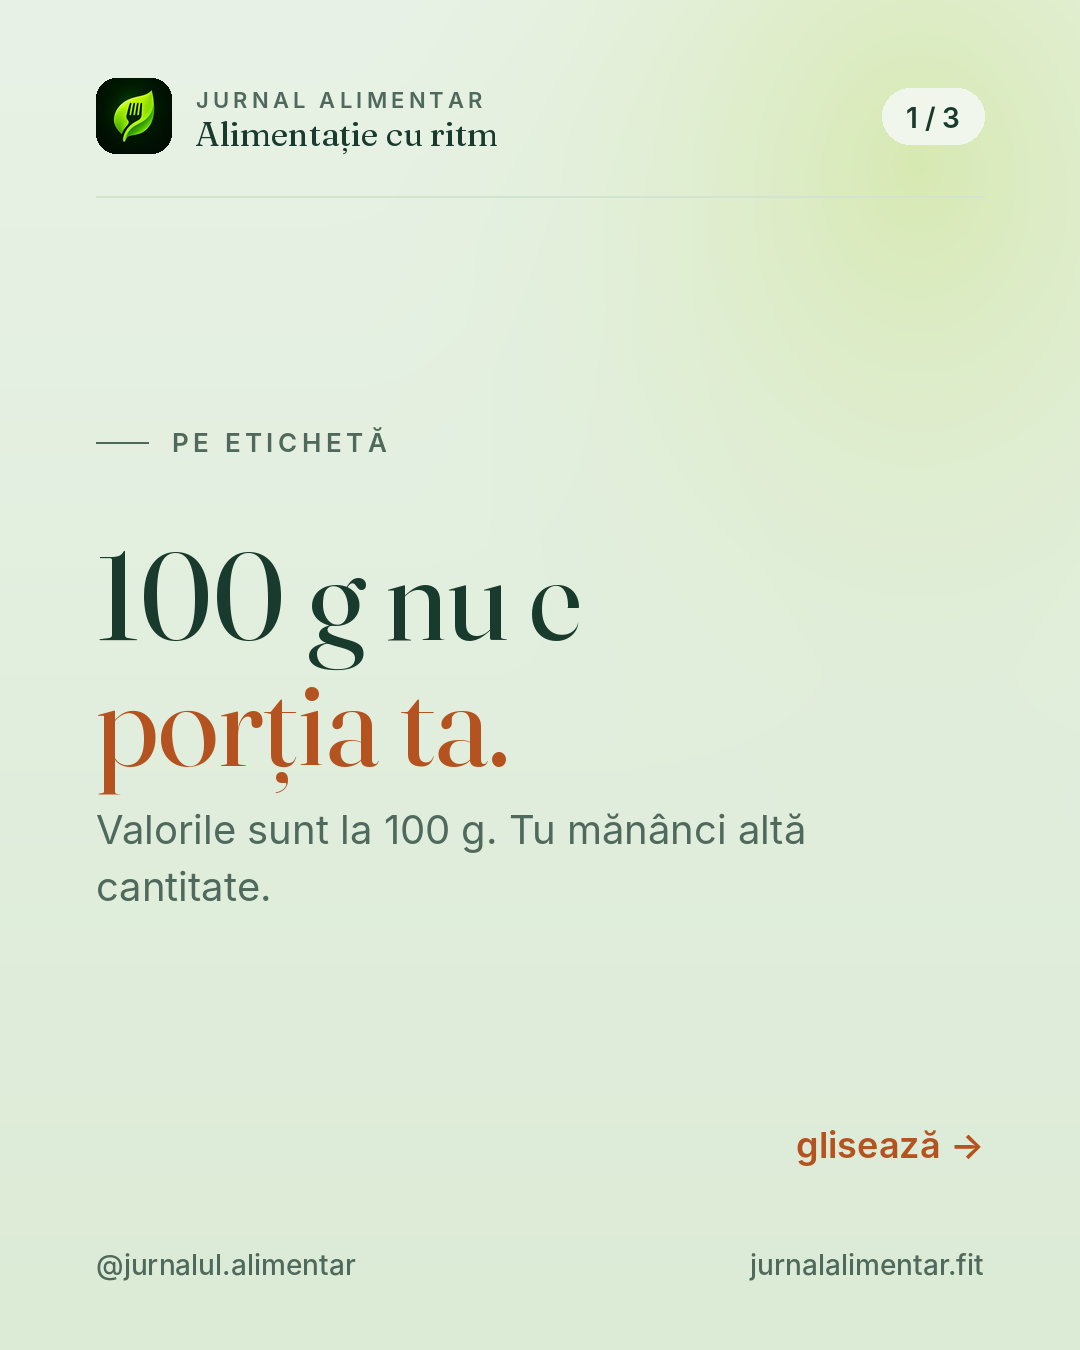 JURNAL ALIMENTAR
Alimentație cu ritm
1 / 3
PE ETICHETĂ
100 g nu c
porția ta.
Valorile sunt la 100 g. Tu mănânci altă
cantitate.
glisează →
@jurnalul.alimentar
jurnalalimentar.fit